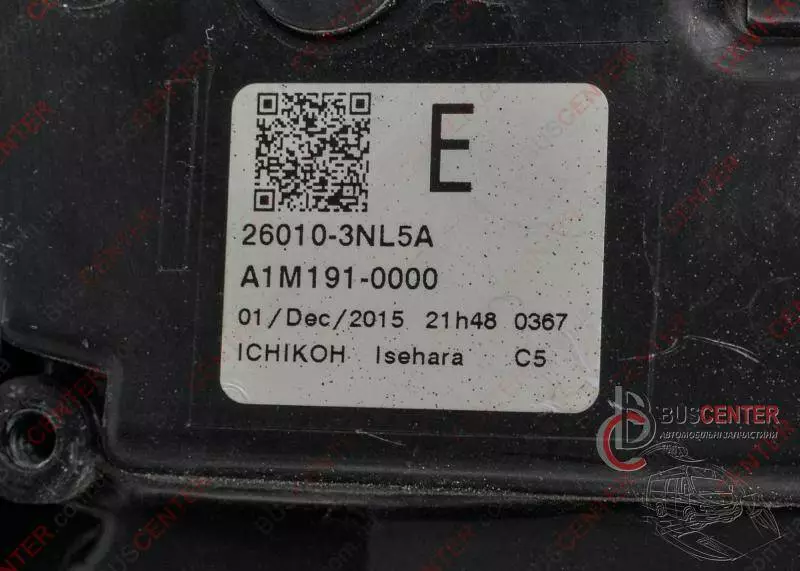 E
26010-3NL5A
A1M191-0000
01/Dec/2015 21h48 0367
ICHIKOH Isehara C5
BUSCENTER
АВТОМОБІЛЬНІ ЗАПЧАСТИНИ